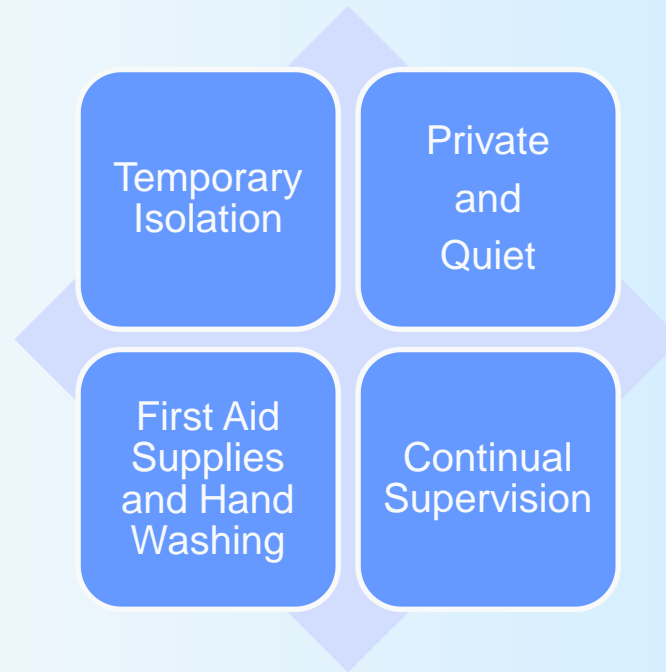 Temporary
Isolation
Private
and
Quiet
First Aid
Supplies
and Hand
Washing
Continual
Supervision